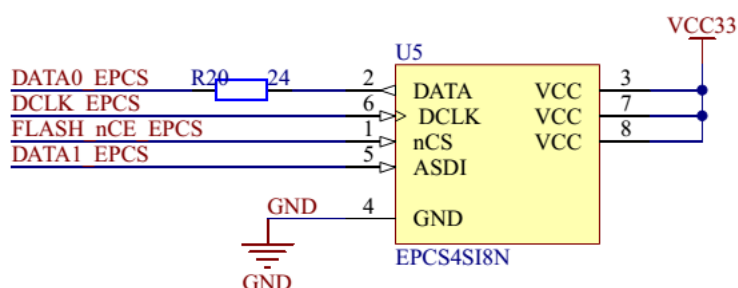 VCC33
U5
DATA0_EPCS R20 24 2 DATA VCC 3
DCLK_EPCS 6 DCLK VCC 7
FLASH_nCE_EPCS 1 nCS VCC 8
DATA1_EPCS 5 ASDI
GND 4 GND
EPCS4SI8N
GND